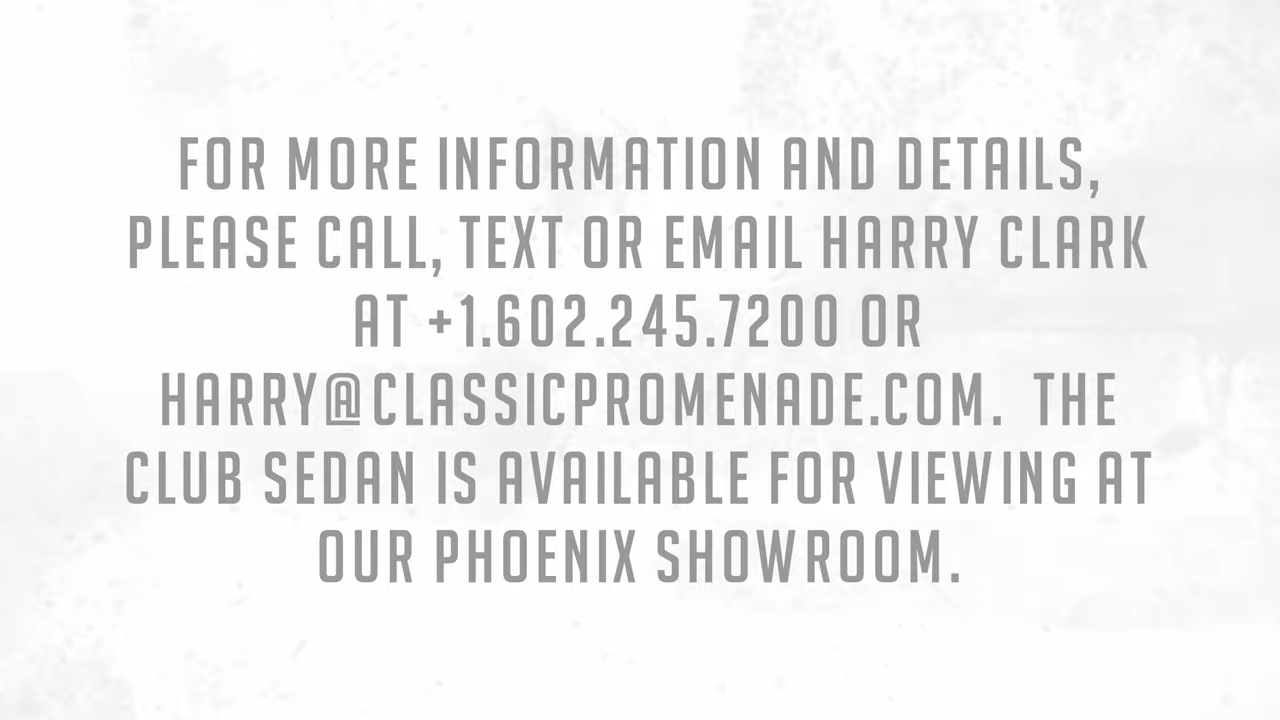 FOR MORE INFORMATION AND DETAILS,
PLEASE CALL, TEXT OR EMAIL HARRY CLARK
AT +1.602.245.7200 OR
HARRY@CLASSICPROMENADE.COM.  THE
CLUB SEDAN IS AVAILABLE FOR VIEWING AT
OUR PHOENIX SHOWROOM.